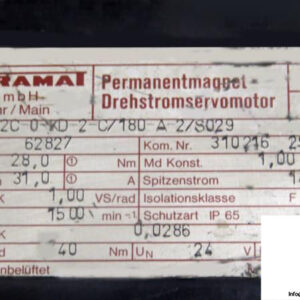 RAMAT Permanentmagnet-
mbH Drehstromservomotor
hr / Main
2C-0-KD 2-C/180-A-2/S029
62827 Kom. Nr. 310216
28,0 Nm Md Konst. 1,00
31,0 A Spitzenstrom
K 1,00 VS/rad Isolationsklasse F
1500 min⁻¹ Schutzart IP 65
K 0,0286
d 40 Nm UN 24 V
nbelüftet